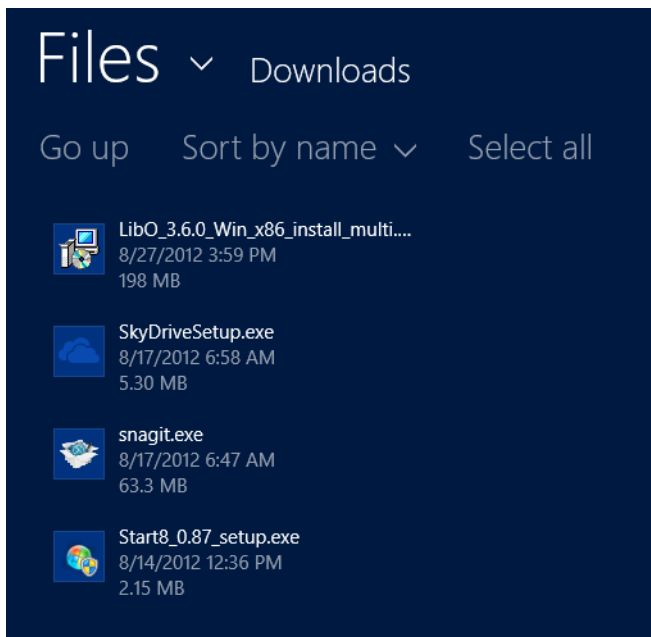 Files Downloads
Go up Sort by name Select all
LibO_3.6.0_Win_x86_install_multi....
8/27/2012 3:59 PM
198 MB
SkyDriveSetup.exe
8/17/2012 6:58 AM
5.30 MB
snagit.exe
8/17/2012 6:47 AM
63.3 MB
Start8_0.87_setup.exe
8/14/2012 12:36 PM
2.15 MB